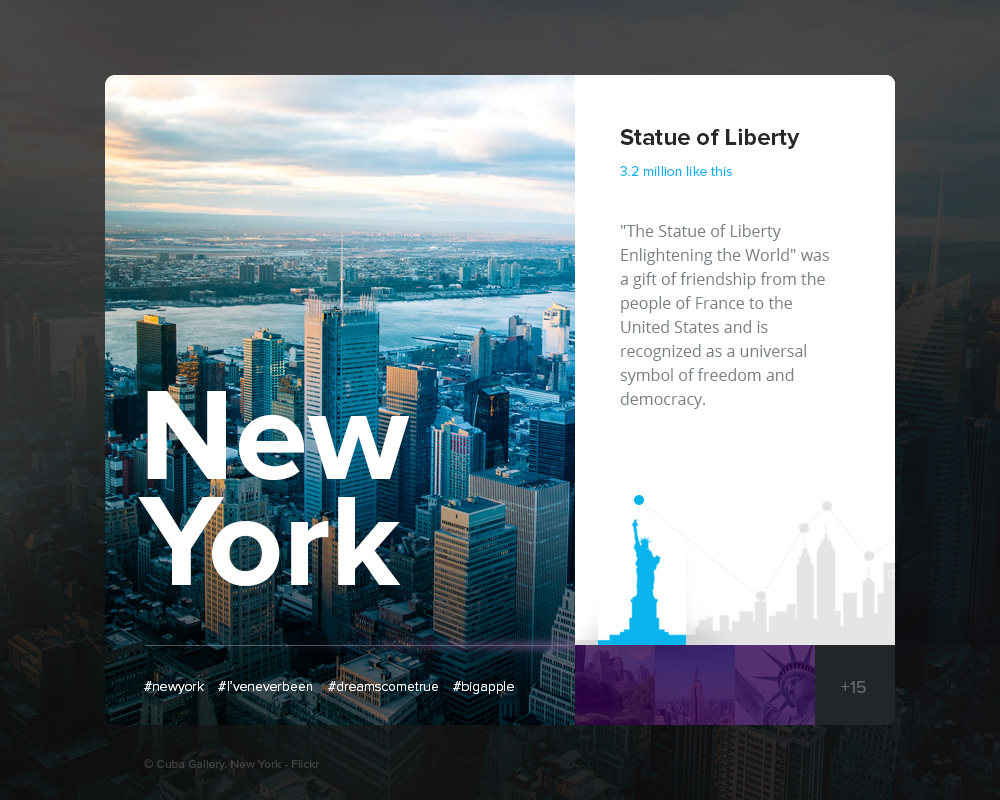 New
York
#newyork #I'veneverbeen #dreamscometrue #bigapple
Statue of Liberty
3.2 million like this
"The Statue of Liberty
Enlightening the World" was
a gift of friendship from the
people of France to the
United States and is
recognized as a universal
symbol of freedom and
democracy.
+15
© Cuba Gallery. New York - Flickr